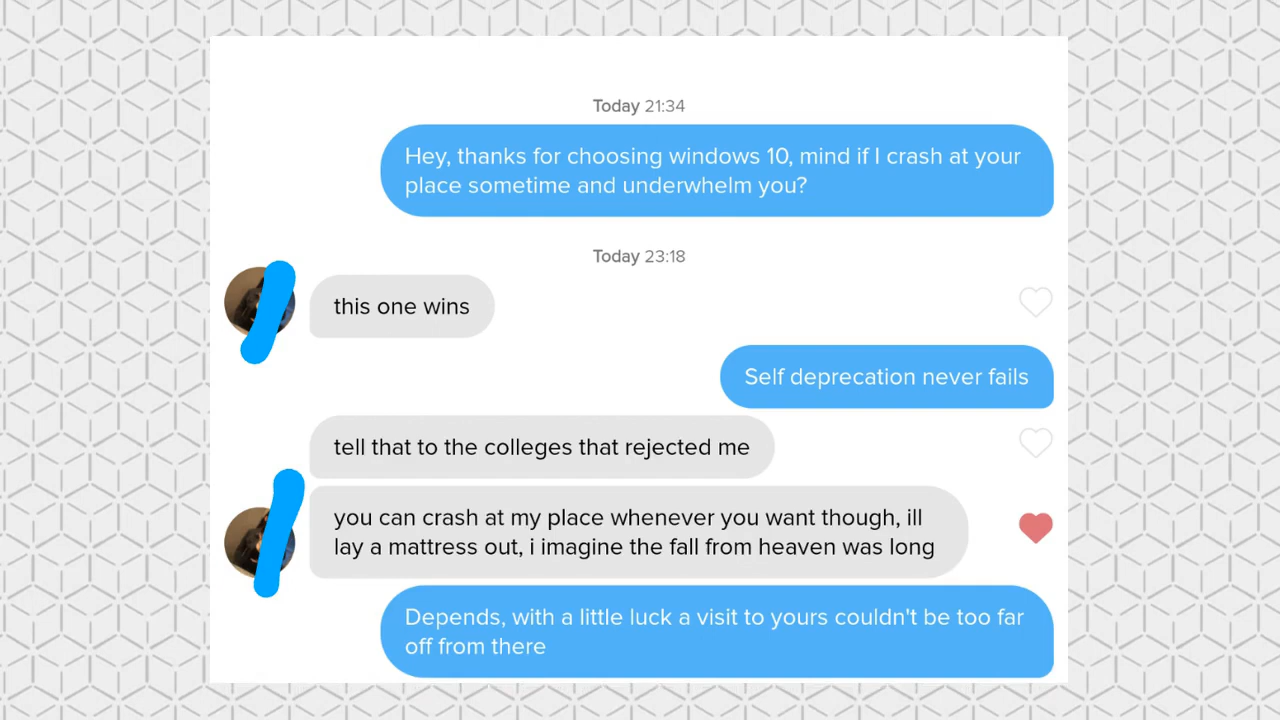 Today 21:34
Hey, thanks for choosing windows 10, mind if I crash at your
place sometime and underwhelm you?
Today 23:18
this one wins
Self deprecation never fails
tell that to the colleges that rejected me
you can crash at my place whenever you want though, ill
lay a mattress out, i imagine the fall from heaven was long
Depends, with a little luck a visit to yours couldn't be too far
off from there